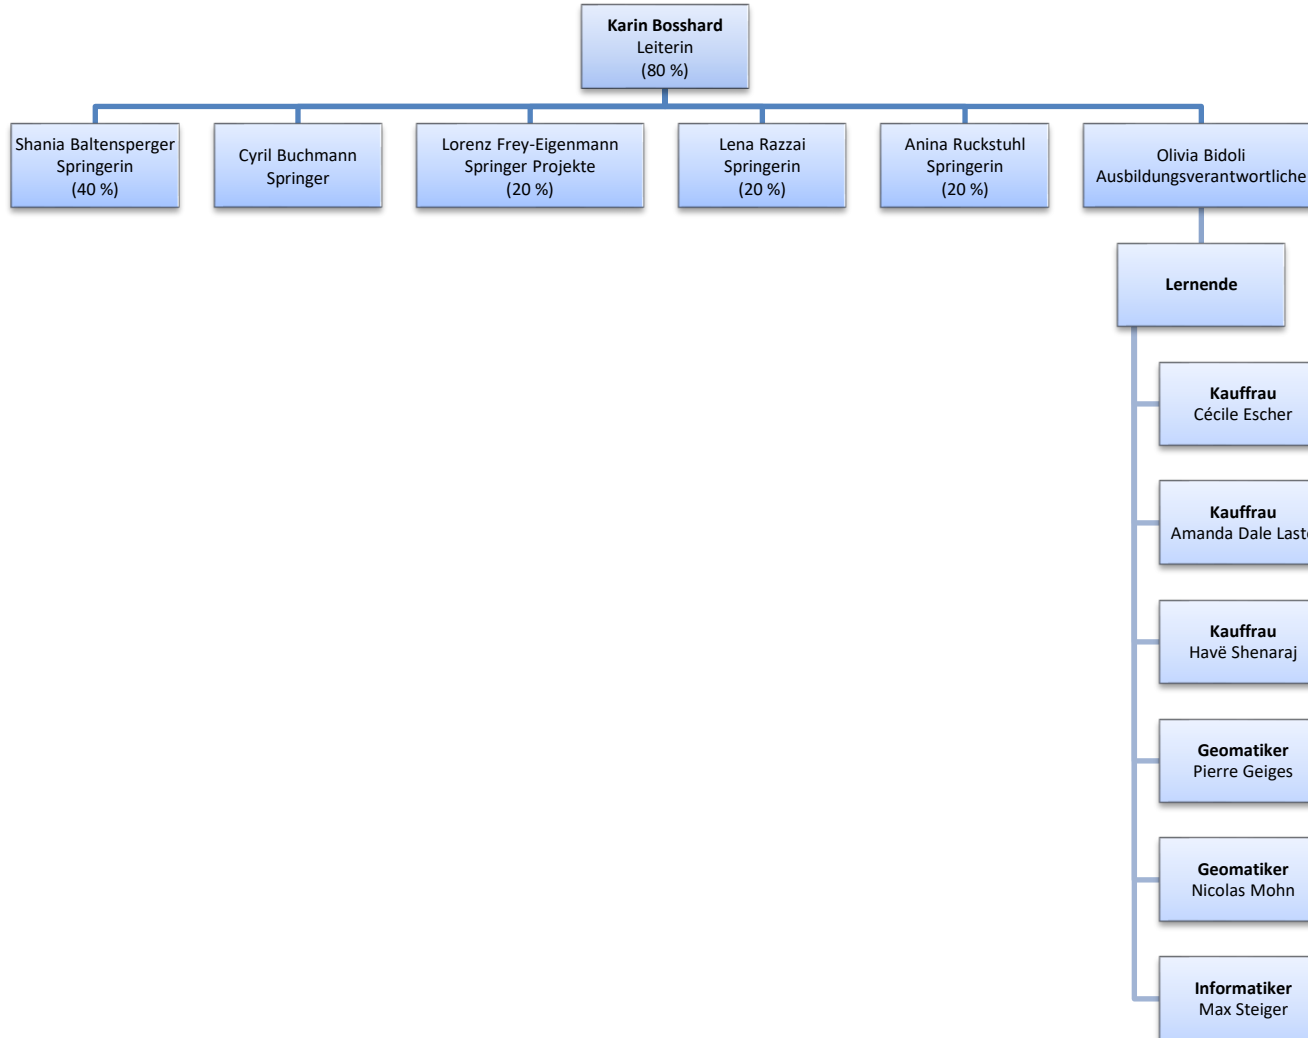 Karin Bosshard
Leiterin
(80 %)
Shania Baltensperger
Springerin
(40 %)
Cyril Buchmann
Springer
Lorenz Frey-Eigenmann
Springer Projekte
(20 %)
Lena Razzai
Springerin
(20 %)
Anina Ruckstuhl
Springerin
(20 %)
Olivia Bidoli
Ausbildungsverantwortliche
Lernende
Kauffrau
Cécile Escher
Kauffrau
Amanda Dale
Kauffrau
Havë Shenaraj
Geomatiker
Pierre Geiges
Geomatiker
Nicolas Mohn
Informatiker
Max Steiger